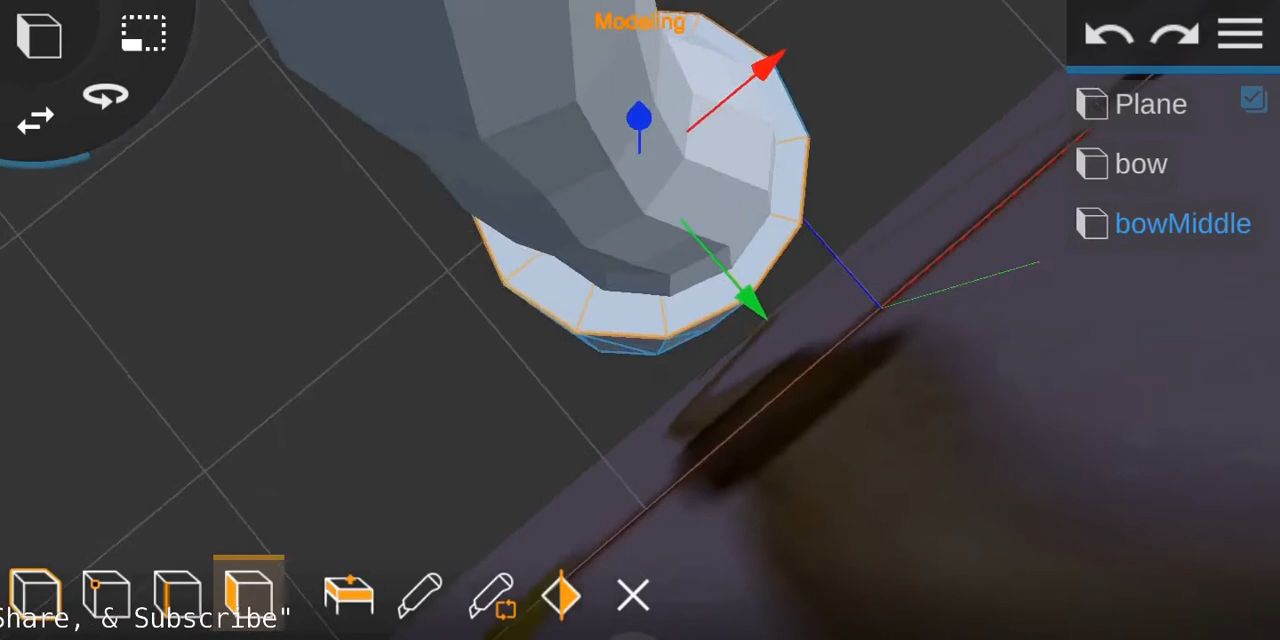 Modeling
Plane
bow
bowMiddle
Share, & Subscribe"